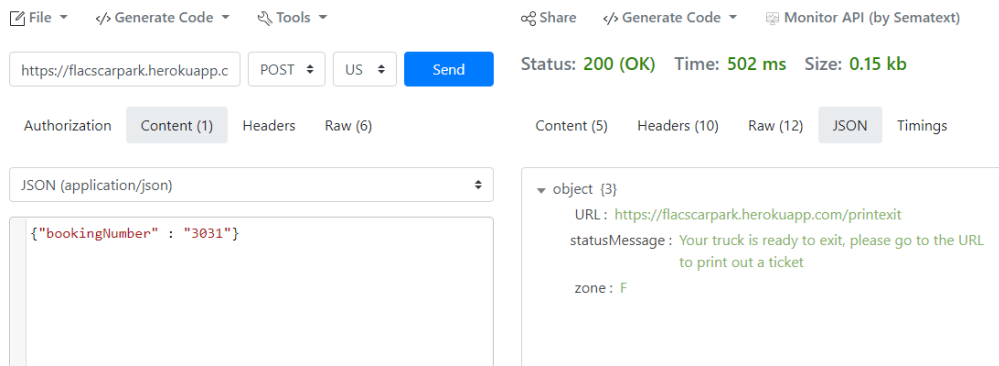 File </> Generate Code Tools
https://flacscarpark.herokuapp.c POST US Send
Authorization Content (1) Headers Raw (6)
JSON (application/json)
{"bookingNumber" : "3031"}
Share </> Generate Code Monitor API (by Sematext)
Status: 200 (OK) Time: 502 ms Size: 0.15 kb
Content (5) Headers (10) Raw (12) JSON Timings
object {3}
URL : https://flacscarpark.herokuapp.com/printexit
statusMessage : Your truck is ready to exit, please go to the URL
to print out a ticket
zone : F